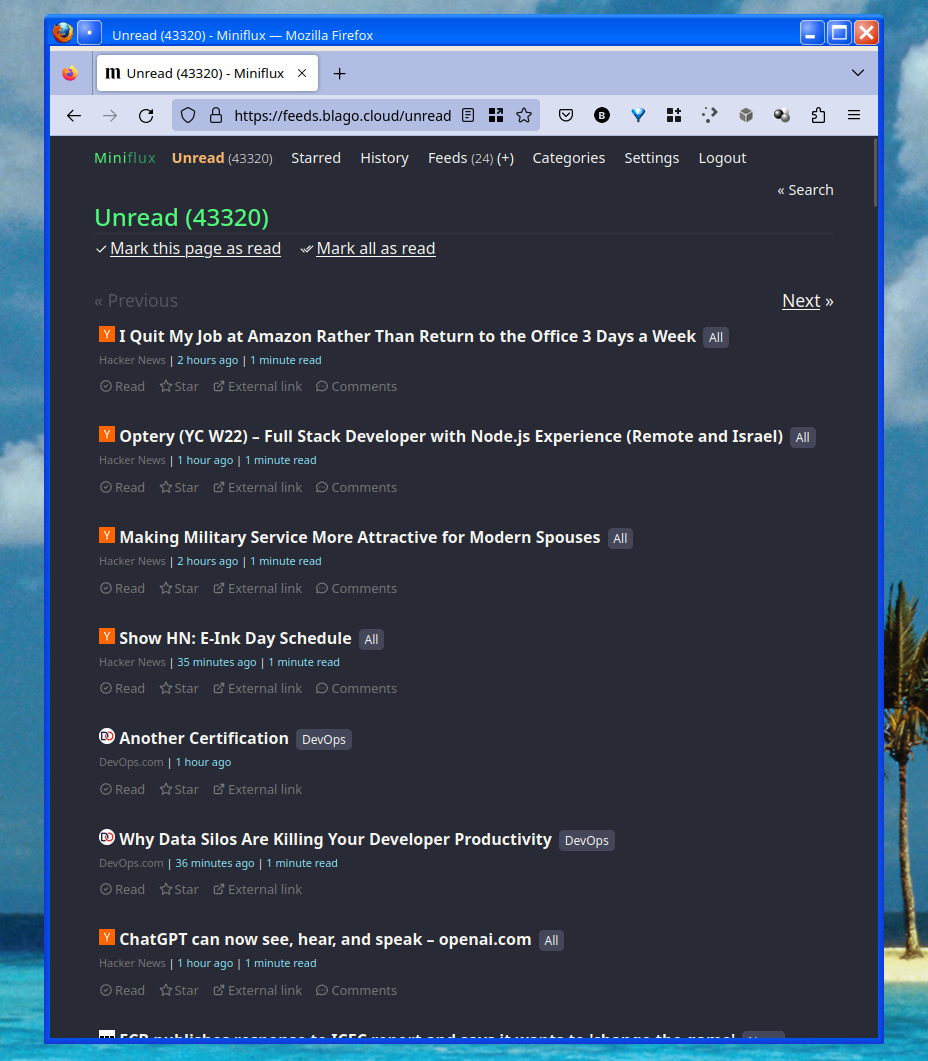 Unread (43320) - Miniflux — Mozilla Firefox
m Unread (43320) - Miniflux
https://feeds.blago.cloud/unread
B
Miniflux Unread (43320) Starred History Feeds (24) (+) Categories Settings Logout
« Search
Unread (43320)
Mark this page as read Mark all as read
« Previous Next »
Y I Quit My Job at Amazon Rather Than Return to the Office 3 Days a Week All
Hacker News | 2 hours ago | 1 minute read
Read Star External link Comments
Y Optery (YC W22) – Full Stack Developer with Node.js Experience (Remote and Israel) All
Hacker News | 1 hour ago | 1 minute read
Read Star External link Comments
Y Making Military Service More Attractive for Modern Spouses All
Hacker News | 2 hours ago | 1 minute read
Read Star External link Comments
Y Show HN: E-Ink Day Schedule All
Hacker News | 35 minutes ago | 1 minute read
Read Star External link Comments
DO Another Certification DevOps
DevOps.com | 1 hour ago
Read Star External link
DO Why Data Silos Are Killing Your Developer Productivity DevOps
DevOps.com | 36 minutes ago | 1 minute read
Read Star External link
Y ChatGPT can now see, hear, and speak – openai.com All
Hacker News | 1 hour ago | 1 minute read
Read Star External link Comments